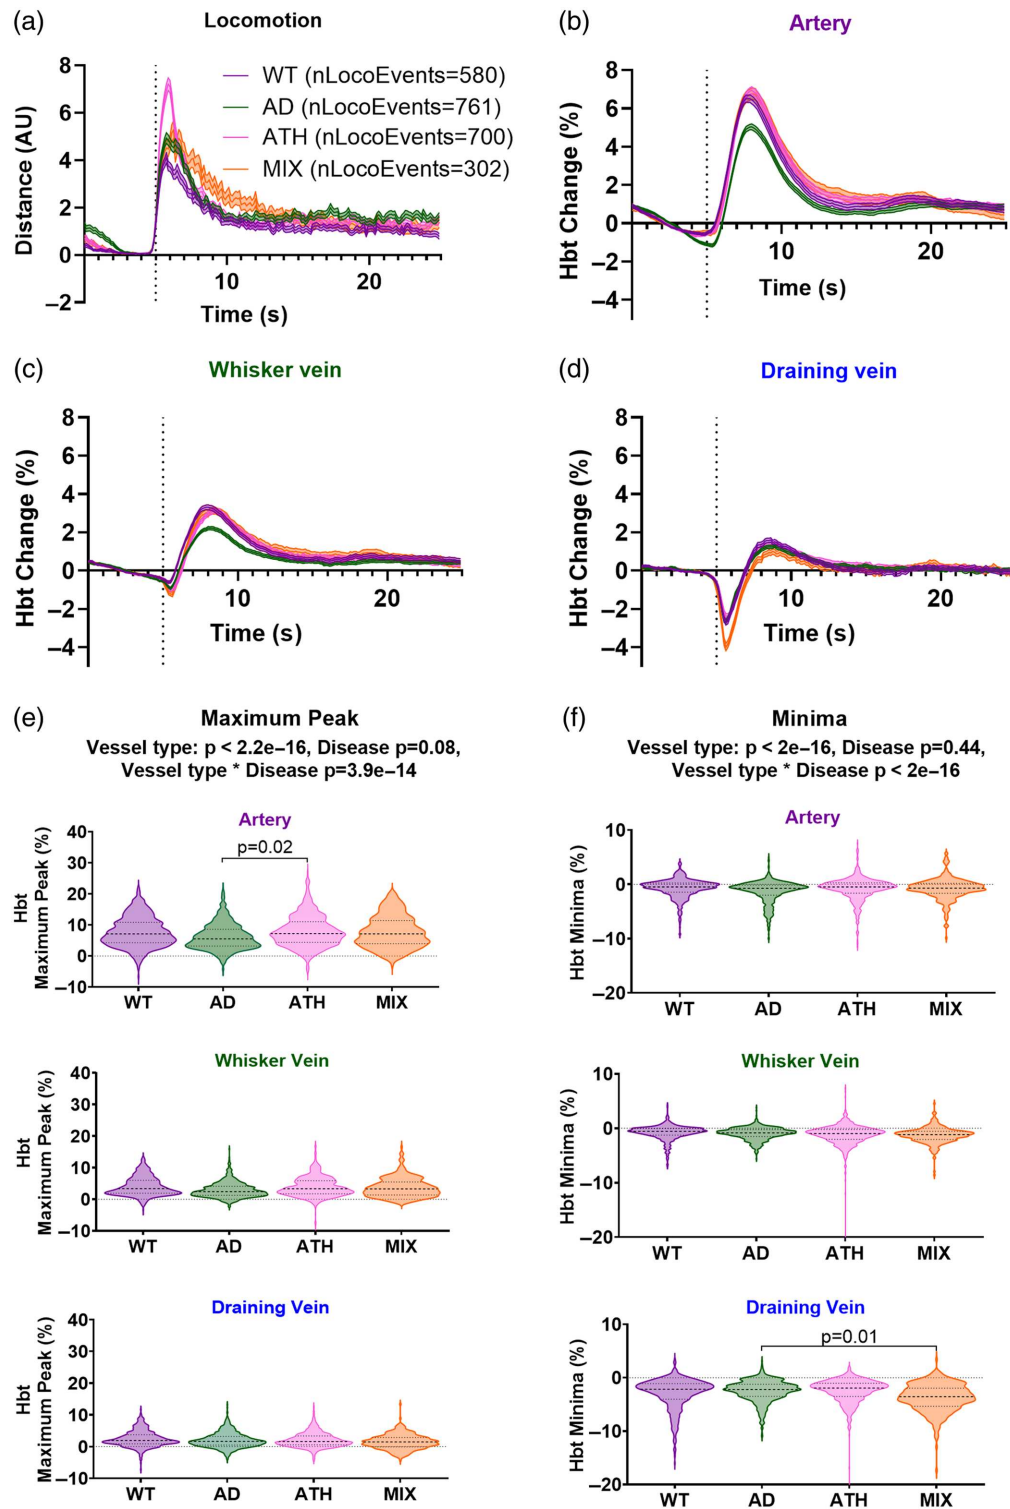 (a)
Locomotion
8
6
4
2
0
–2
10
20
Distance (AU)
Time (s)
WT (nLocoEvents=580)
AD (nLocoEvents=761)
ATH (nLocoEvents=700)
MIX (nLocoEvents=302)
(b)
Artery
8
6
4
2
0
–2
–4
10
20
Hbt Change (%)
Time (s)
(c)
Whisker vein
8
6
4
2
0
–2
–4
10
20
Hbt Change (%)
Time (s)
(d)
Draining vein
8
6
4
2
0
–2
–4
10
20
Hbt Change (%)
Time (s)
(e)
Maximum Peak
Vessel type: p < 2.2e–16, Disease p=0.08,
Vessel type * Disease p=3.9e–14
Artery
p=0.02
40
30
20
10
0
–10
Hbt
Maximum Peak (%)
WT AD ATH MIX
Whisker Vein
40
30
20
10
0
–10
Hbt
Maximum Peak (%)
WT AD ATH MIX
Draining Vein
40
30
20
10
0
–10
Hbt
Maximum Peak (%)
WT AD ATH MIX
(f)
Minima
Vessel type: p < 2e–16, Disease p=0.44,
Vessel type * Disease p < 2e–16
Artery
10
0
–10
–20
Hbt Minima (%)
WT AD ATH MIX
Whisker Vein
10
0
–10
–20
Hbt Minima (%)
WT AD ATH MIX
Draining Vein
p=0.01
10
0
–10
–20
Hbt Minima (%)
WT AD ATH MIX